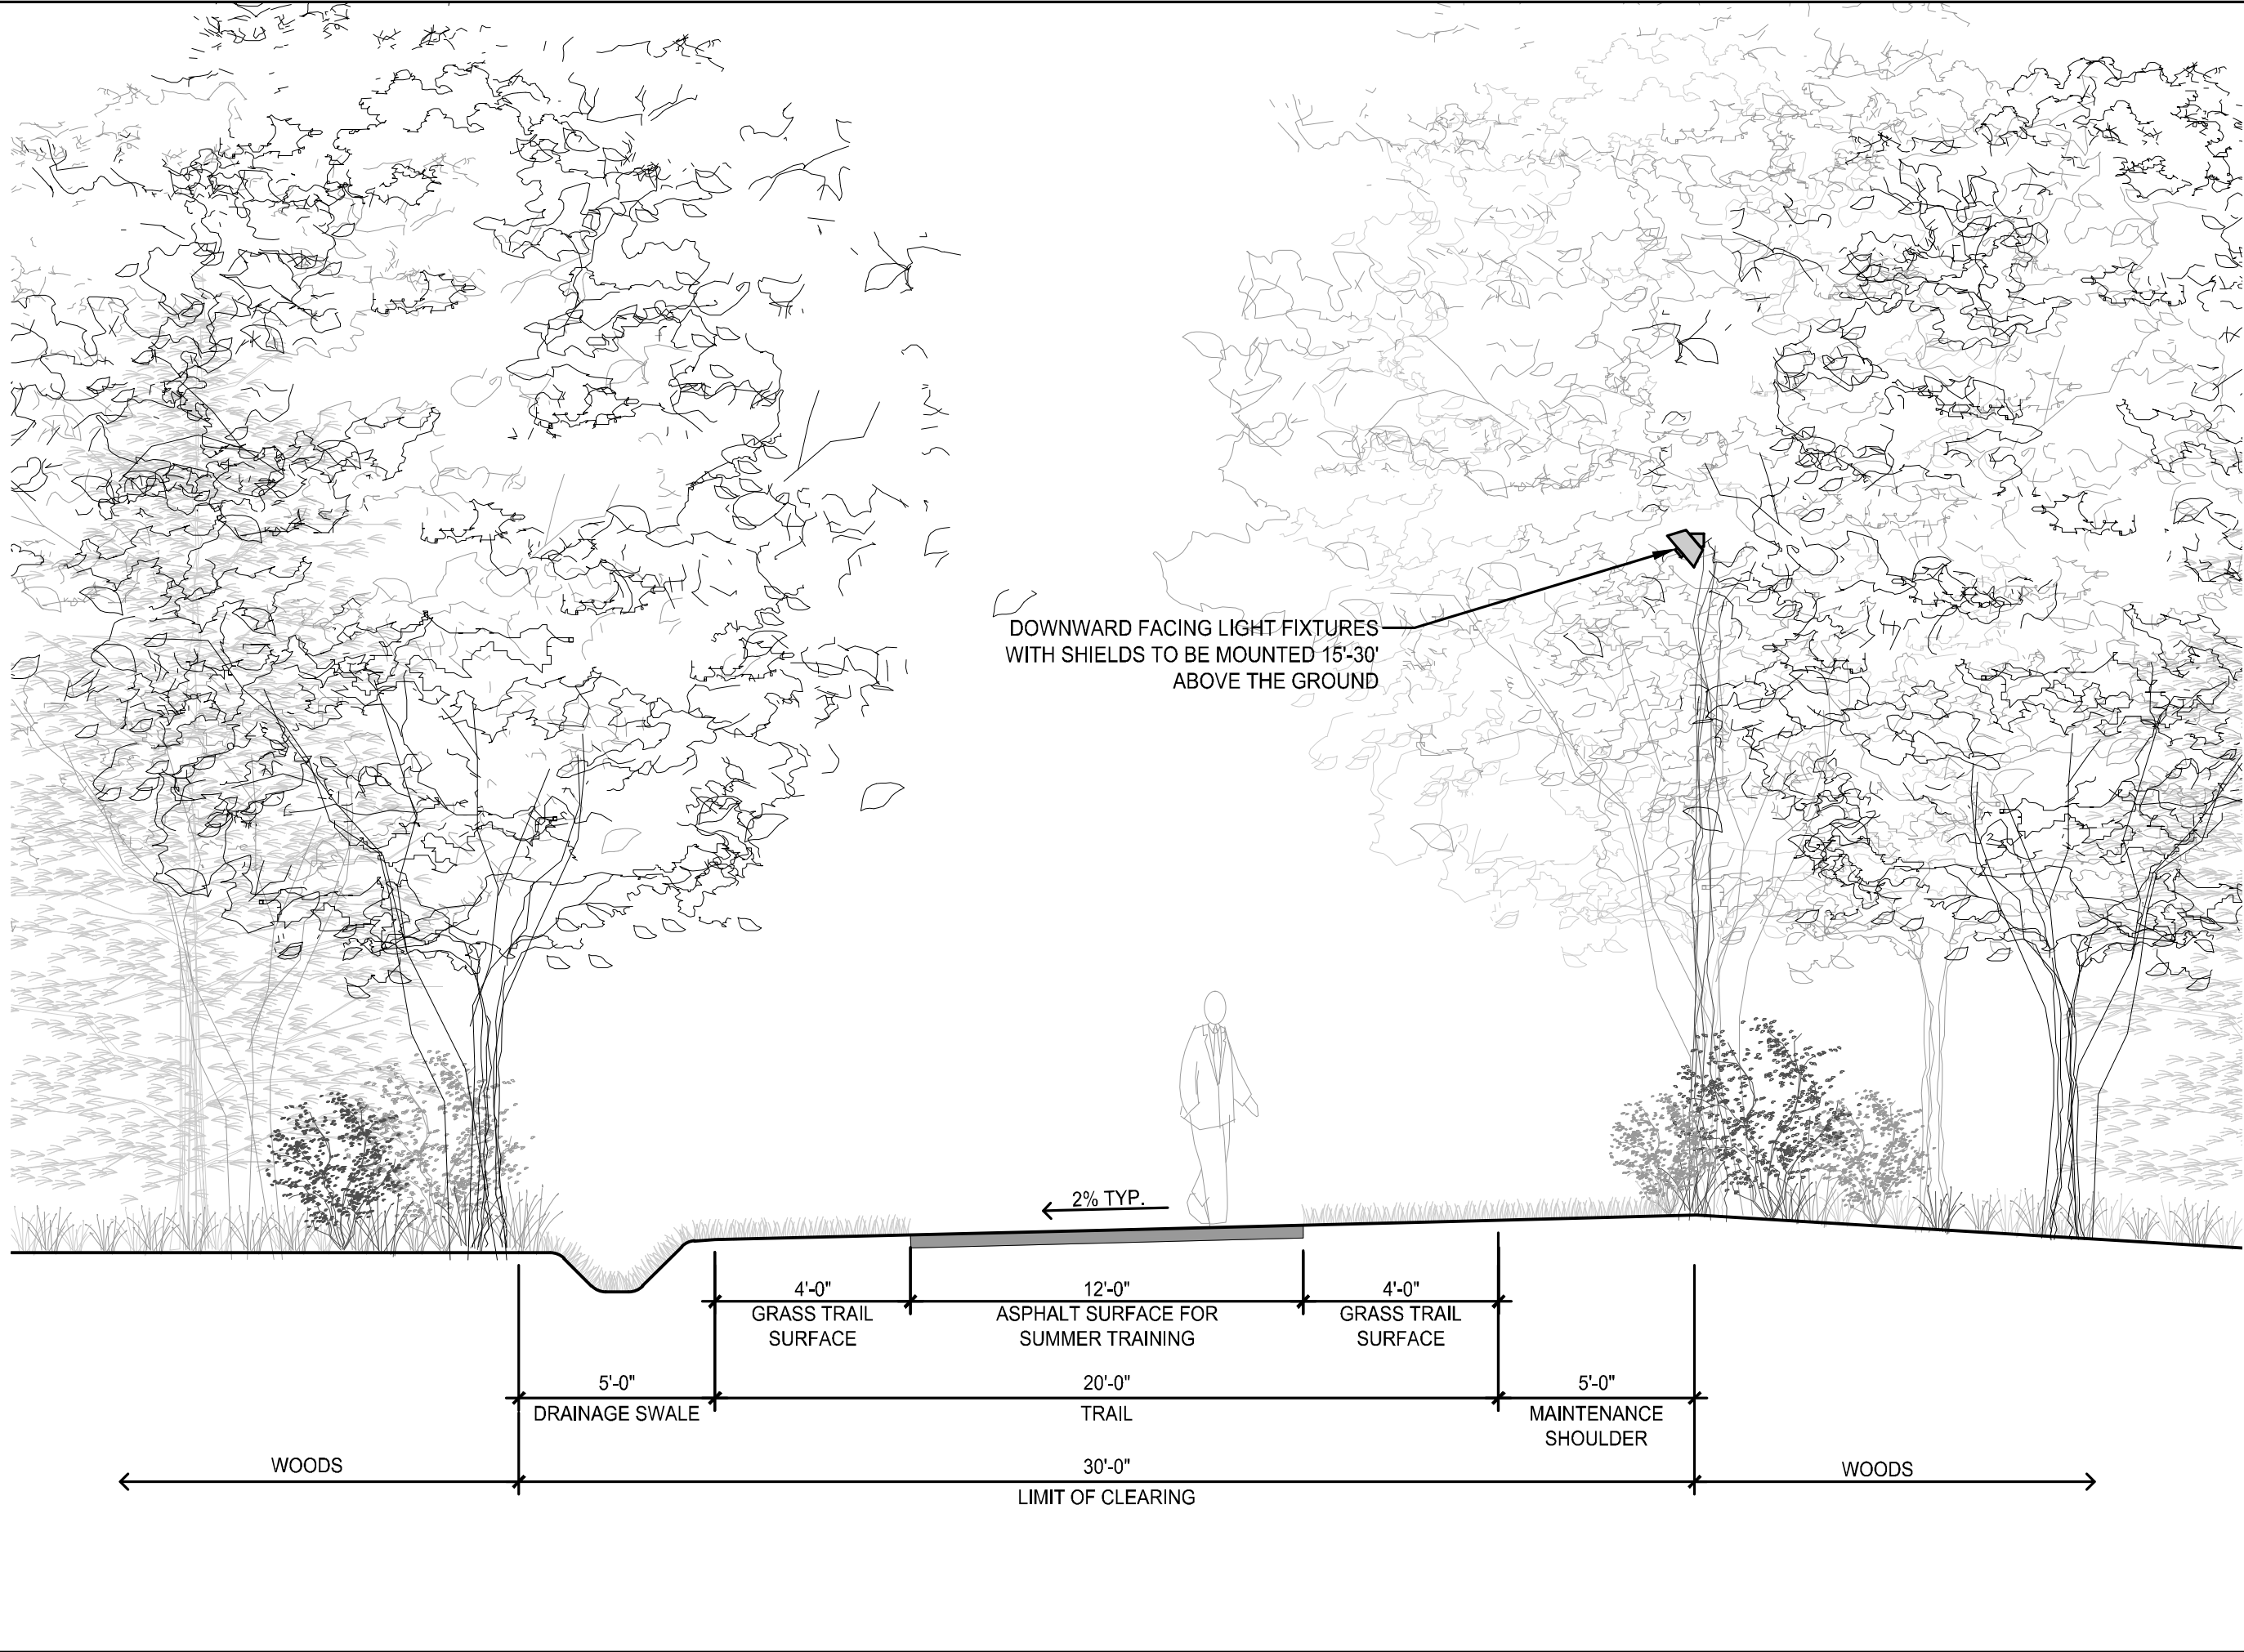 DOWNWARD FACING LIGHT FIXTURES
WITH SHIELDS TO BE MOUNTED 15'-30'
ABOVE THE GROUND
2% TYP.
4'-0"
GRASS TRAIL
SURFACE
12'-0"
ASPHALT SURFACE FOR
SUMMER TRAINING
4'-0"
GRASS TRAIL
SURFACE
5'-0"
DRAINAGE SWALE
20'-0"
TRAIL
5'-0"
MAINTENANCE
SHOULDER
WOODS
30'-0"
LIMIT OF CLEARING
WOODS